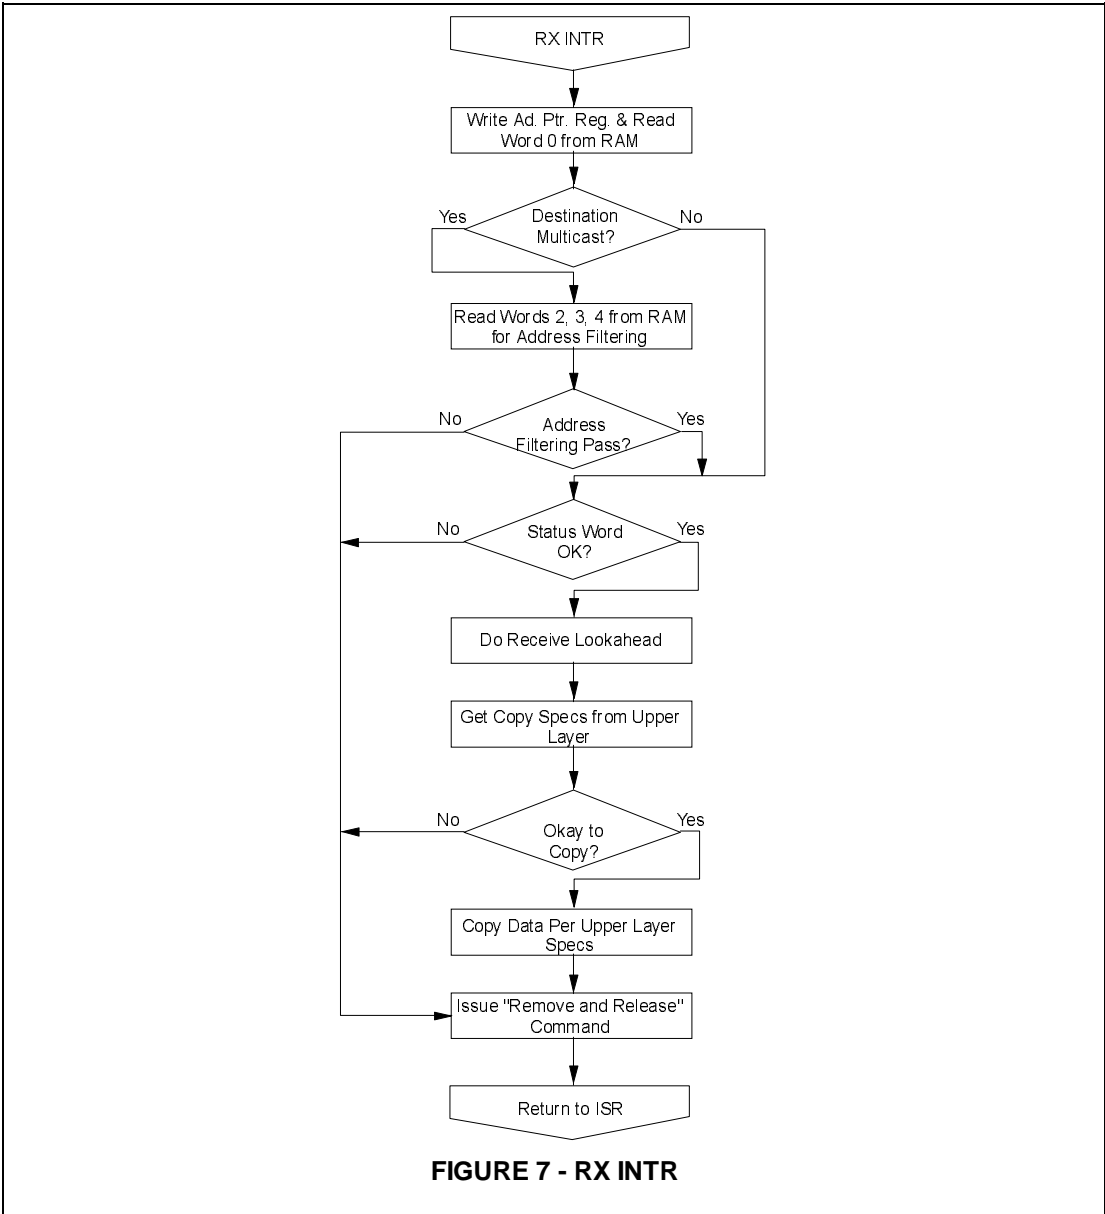 RX INTR
Write Ad. Ptr. Reg. & Read
Word 0 from RAM
Yes
Destination
Multicast?
No
Read Words 2, 3, 4 from RAM
for Address Filtering
No
Address
Filtering Pass?
Yes
No
Status Word
OK?
Yes
Do Receive Lookahead
Get Copy Specs from Upper
Layer
No
Okay to
Copy?
Yes
Copy Data Per Upper Layer
Specs
Issue "Remove and Release"
Command
Return to ISR
FIGURE 7 - RX INTR